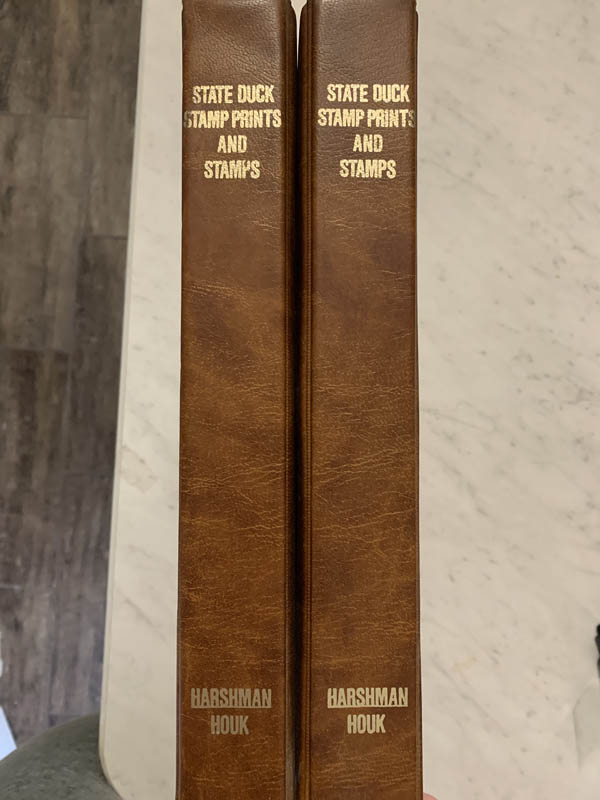 STATE DUCK
STAMP PRINTS
AND
STAMPS
HARSHMAN
HOUK
STATE DUCK
STAMP PRINTS
AND
STAMPS
HARSHMAN
HOUK